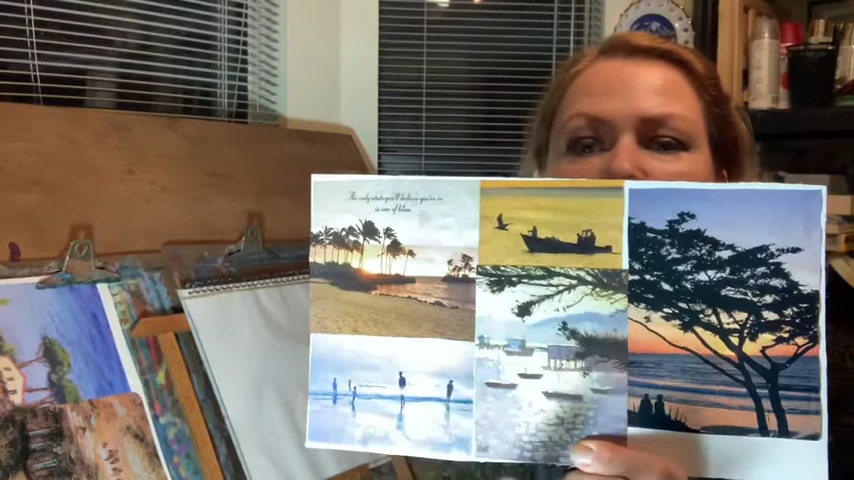 The only state you'll believe you're in
is one of bliss.